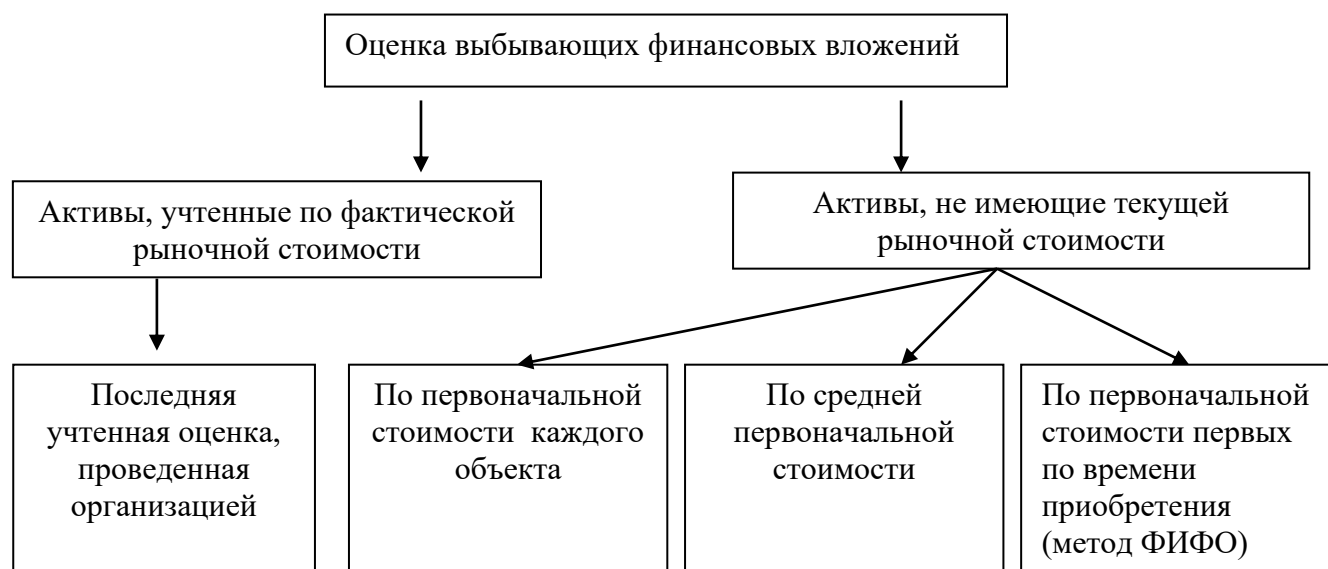 Оценка выбывающих финансовых вложений
Активы, учтенные по фактической
рыночной стоимости
Активы, не имеющие текущей
рыночной стоимости
Последняя
учтенная оценка,
проведенная
организацией
По первоначальной
стоимости каждого
объекта
По средней
первоначальной
стоимости
По первоначальной
стоимости первых
по времени
приобретения
(метод ФИФО)